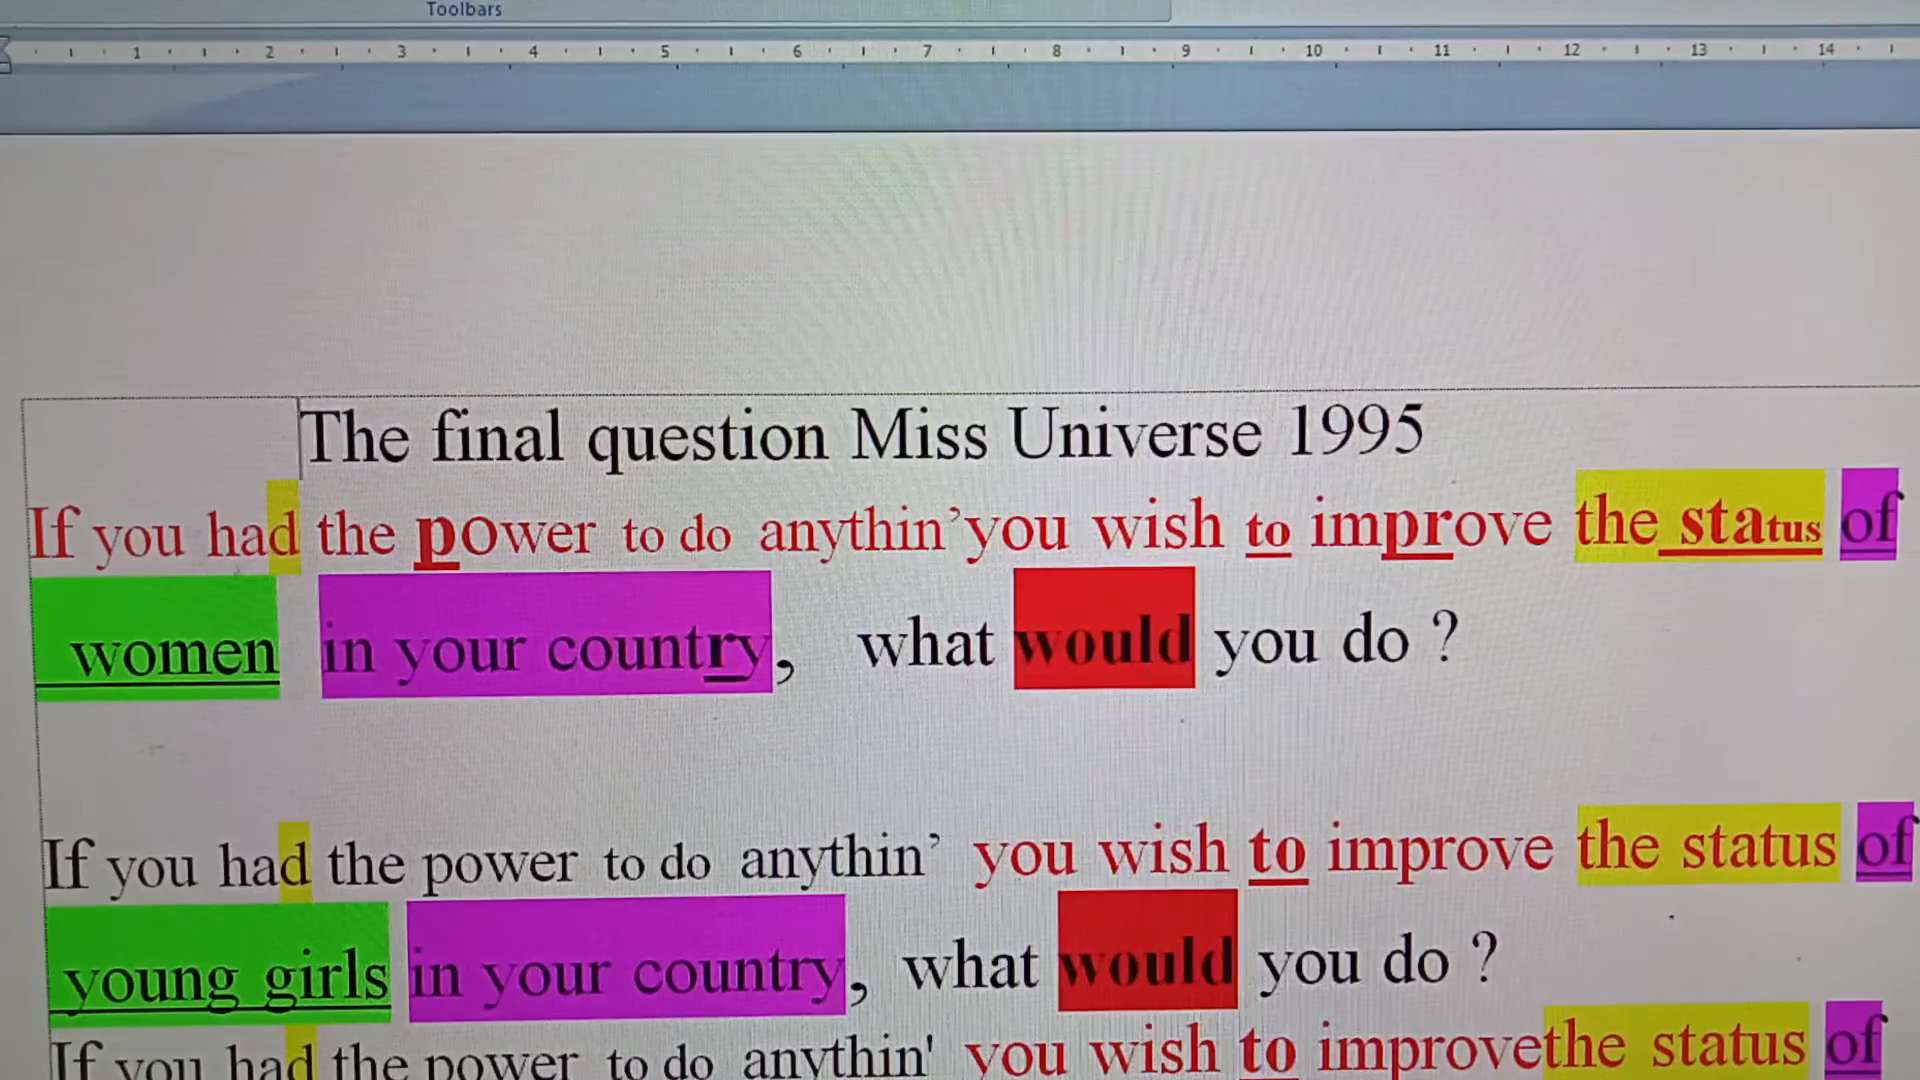 Toolbars
1 2 3 4 5 6 7 8 9 10 11 12 13 14
The final question Miss Universe 1995
If you had the power to do anythin’you wish to improve the status of
women in your country, what would you do ?
If you had the power to do anythin’ you wish to improve the status of
young girls in your country, what would you do ?
If you had the power to do anythin' you wish to improvethe status of